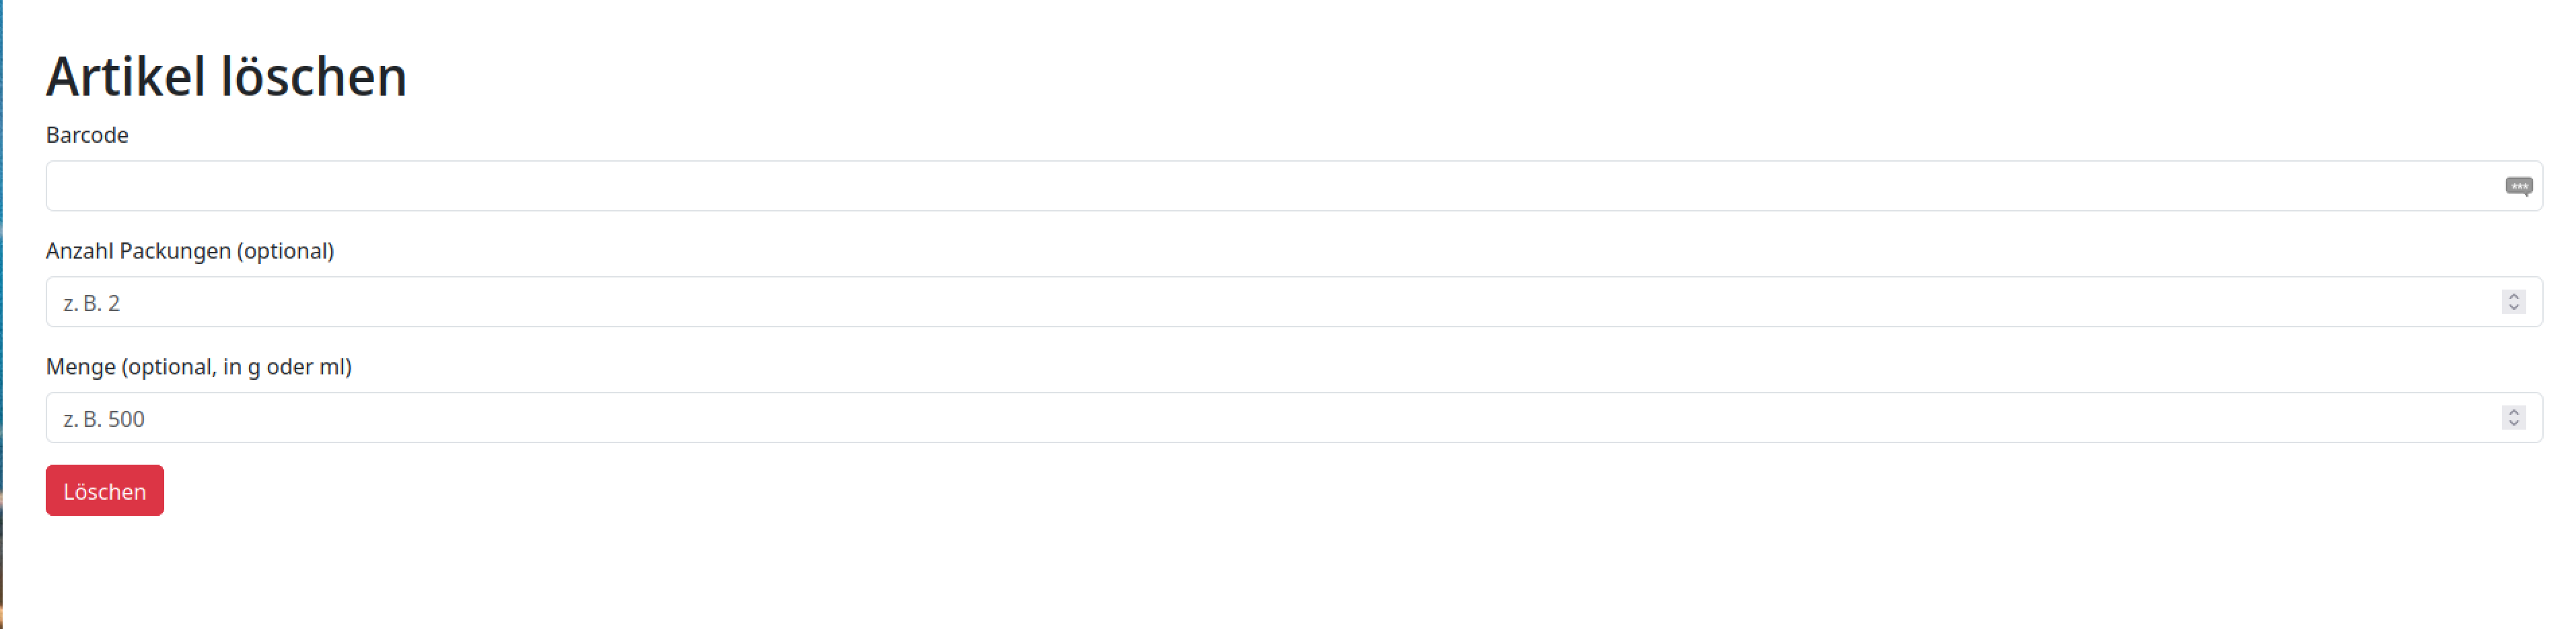 Artikel löschen
Barcode
***
Anzahl Packungen (optional)
z. B. 2
Menge (optional, in g oder ml)
z. B. 500
Löschen